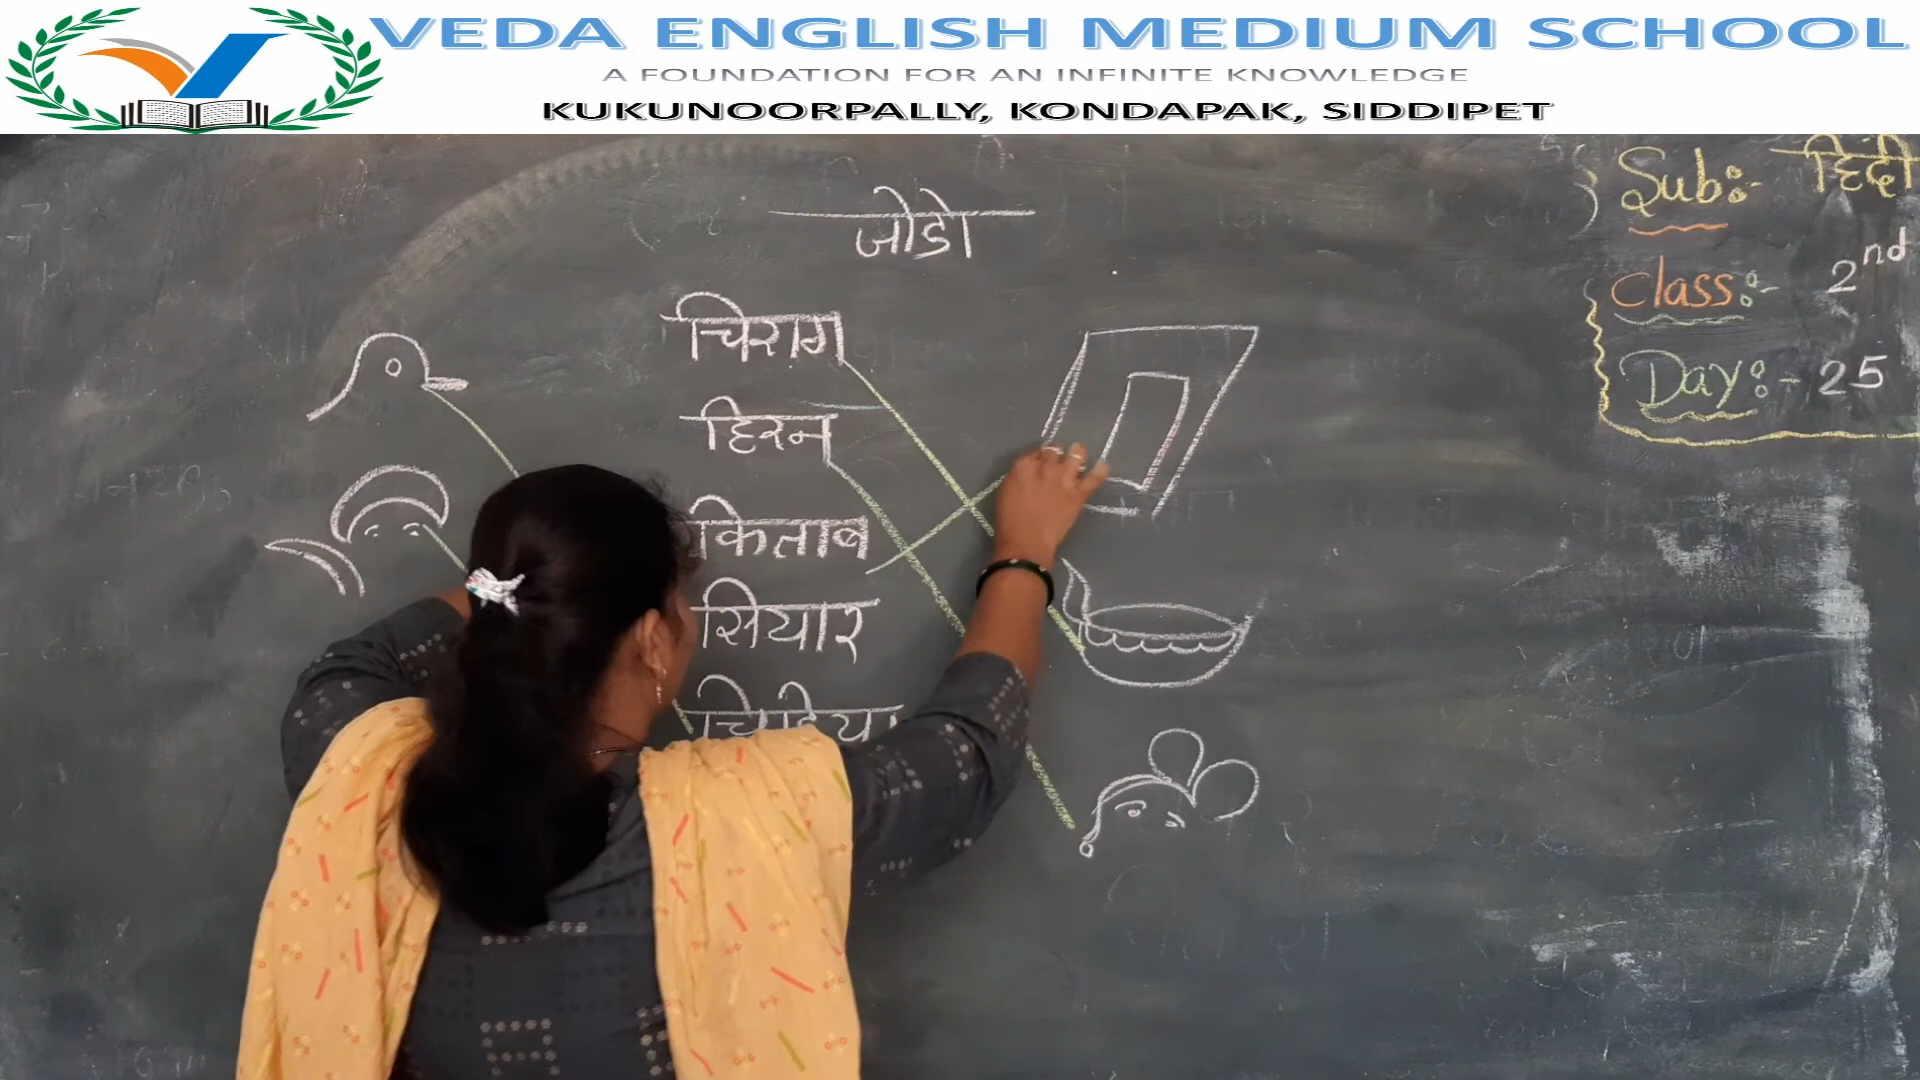 VEDA ENGLISH MEDIUM SCHOOL
A FOUNDATION FOR AN INFINITE KNOWLEDGE
KUKUNOORPALLY, KONDAPAK, SIDDIPET
Sub:- हिंदी
Class:- 2nd
Day:- 25
जोडो
चिराग
हिरन
किताब
सियार
चिडिया